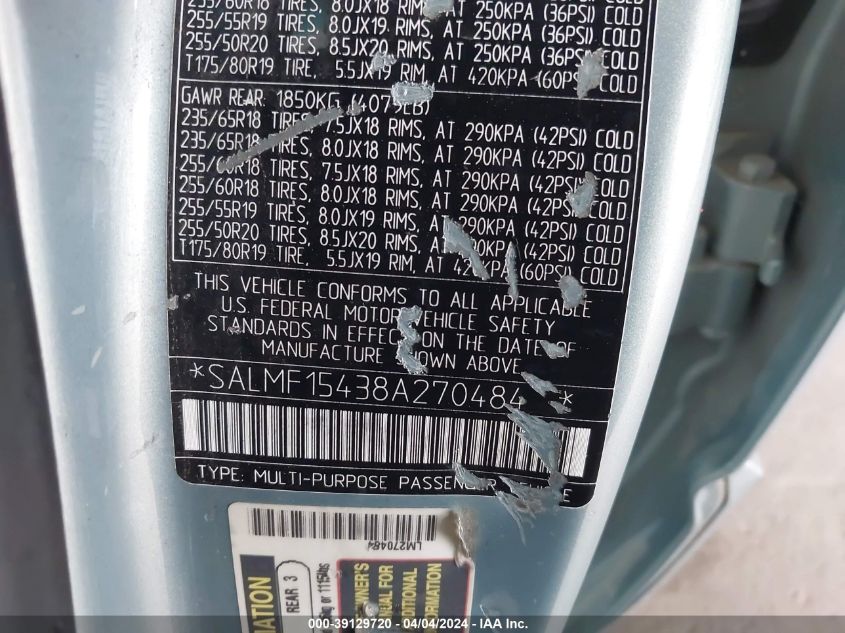 255/60R18 TIRES, 8.0JX18 RIMS, AT 250KPA (36PSI) COLD
255/55R19 TIRES, 8.0JX19 RIMS, AT 250KPA (36PSI) COLD
255/50R20 TIRES, 8.5JX20 RIMS, AT 250KPA (36PSI) COLD
T175/80R19 TIRE, 5.5JX19 RIM, AT 420KPA (60PSI) COLD
GAWR REAR: 1850KG (4079LB)
235/65R18 TIRES, 7.5JX18 RIMS, AT 290KPA (42PSI) COLD
235/65R18 TIRES, 8.0JX18 RIMS, AT 290KPA (42PSI) COLD
255/60R18 TIRES, 7.5JX18 RIMS, AT 290KPA (42PSI) COLD
255/60R18 TIRES, 8.0JX18 RIMS, AT 290KPA (42PSI) COLD
255/55R19 TIRES, 8.0JX19 RIMS, AT 290KPA (42PSI) COLD
255/50R20 TIRES, 8.5JX20 RIMS, AT 290KPA (42PSI) COLD
T175/80R19 TIRE, 5.5JX19 RIM, AT 420KPA (60PSI) COLD
THIS VEHICLE CONFORMS TO ALL APPLICABLE
U.S. FEDERAL MOTOR VEHICLE SAFETY
STANDARDS IN EFFECT ON THE DATE OF
MANUFACTURE SHOWN ABOVE
*SALMF15438A270484*
TYPE: MULTI-PURPOSE PASSENGER VEHICLE
LM270484
REAR 3
or 1115lbs
OWNER'S
FOR
000-39129720 - 04/04/2024 - IAA Inc.